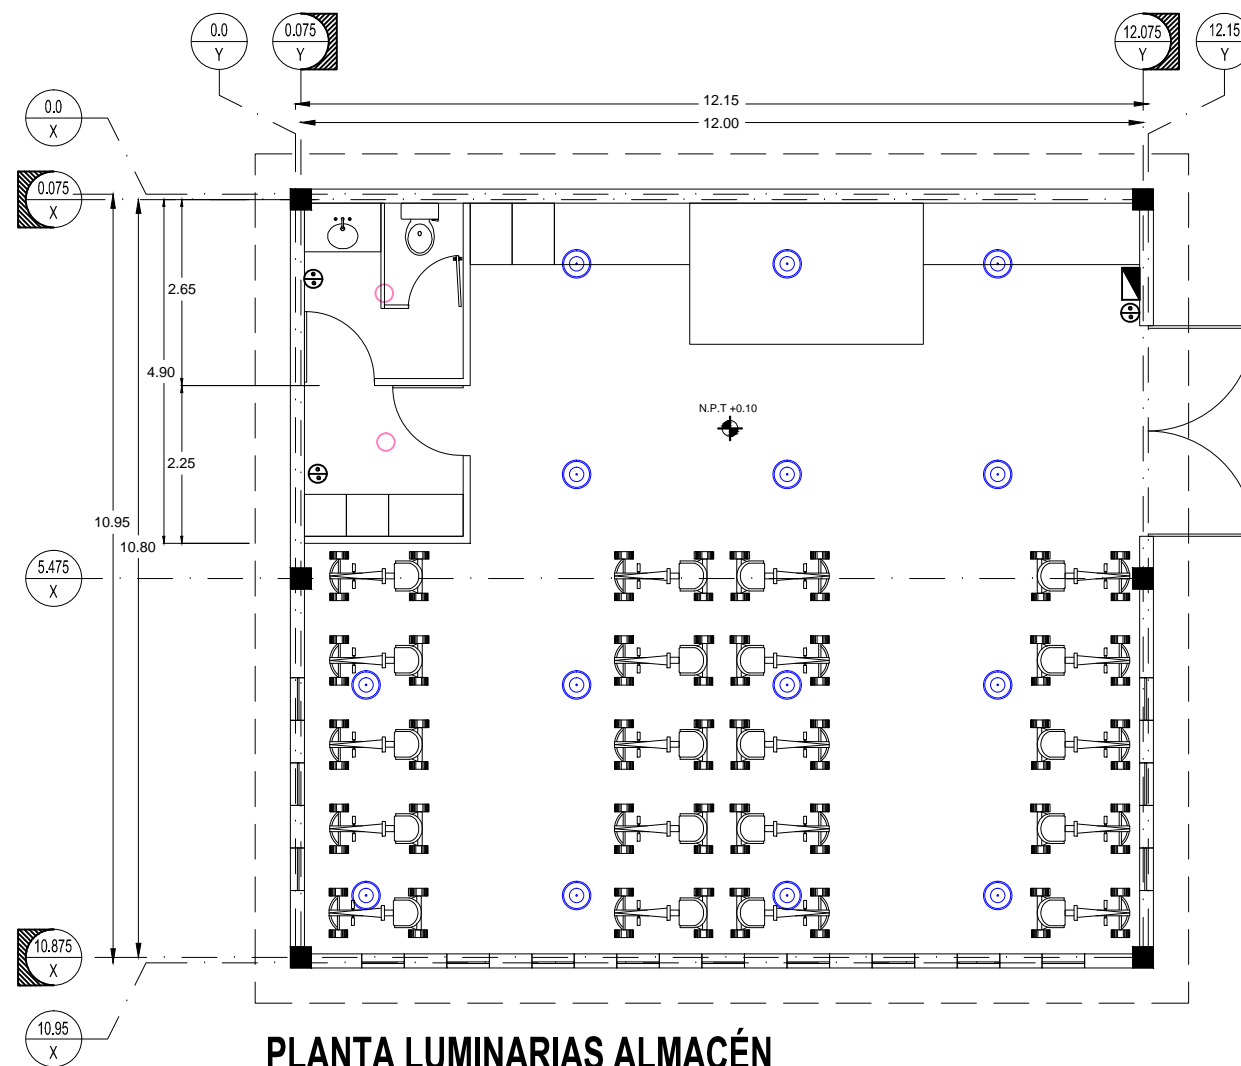 0.0
Y
0.075
Y
12.075
Y
12.15
Y
12.15
12.00
0.0
X
0.075
X
2.65
4.90
N.P.T +0.10
2.25
10.95
10.80
5.475
X
10.875
X
10.95
X
PLANTA LUMINARIAS ALMACÉN